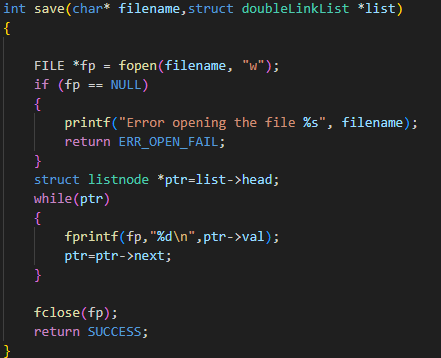 int save(char* filename,struct doubleLinkList *list)
{
FILE *fp = fopen(filename, "w");
if (fp == NULL)
{
printf("Error opening the file %s", filename);
return ERR_OPEN_FAIL;
}
struct listnode *ptr=list->head;
while(ptr)
{
fprintf(fp,"%d\n",ptr->val);
ptr=ptr->next;
}
fclose(fp);
return SUCCESS;
}